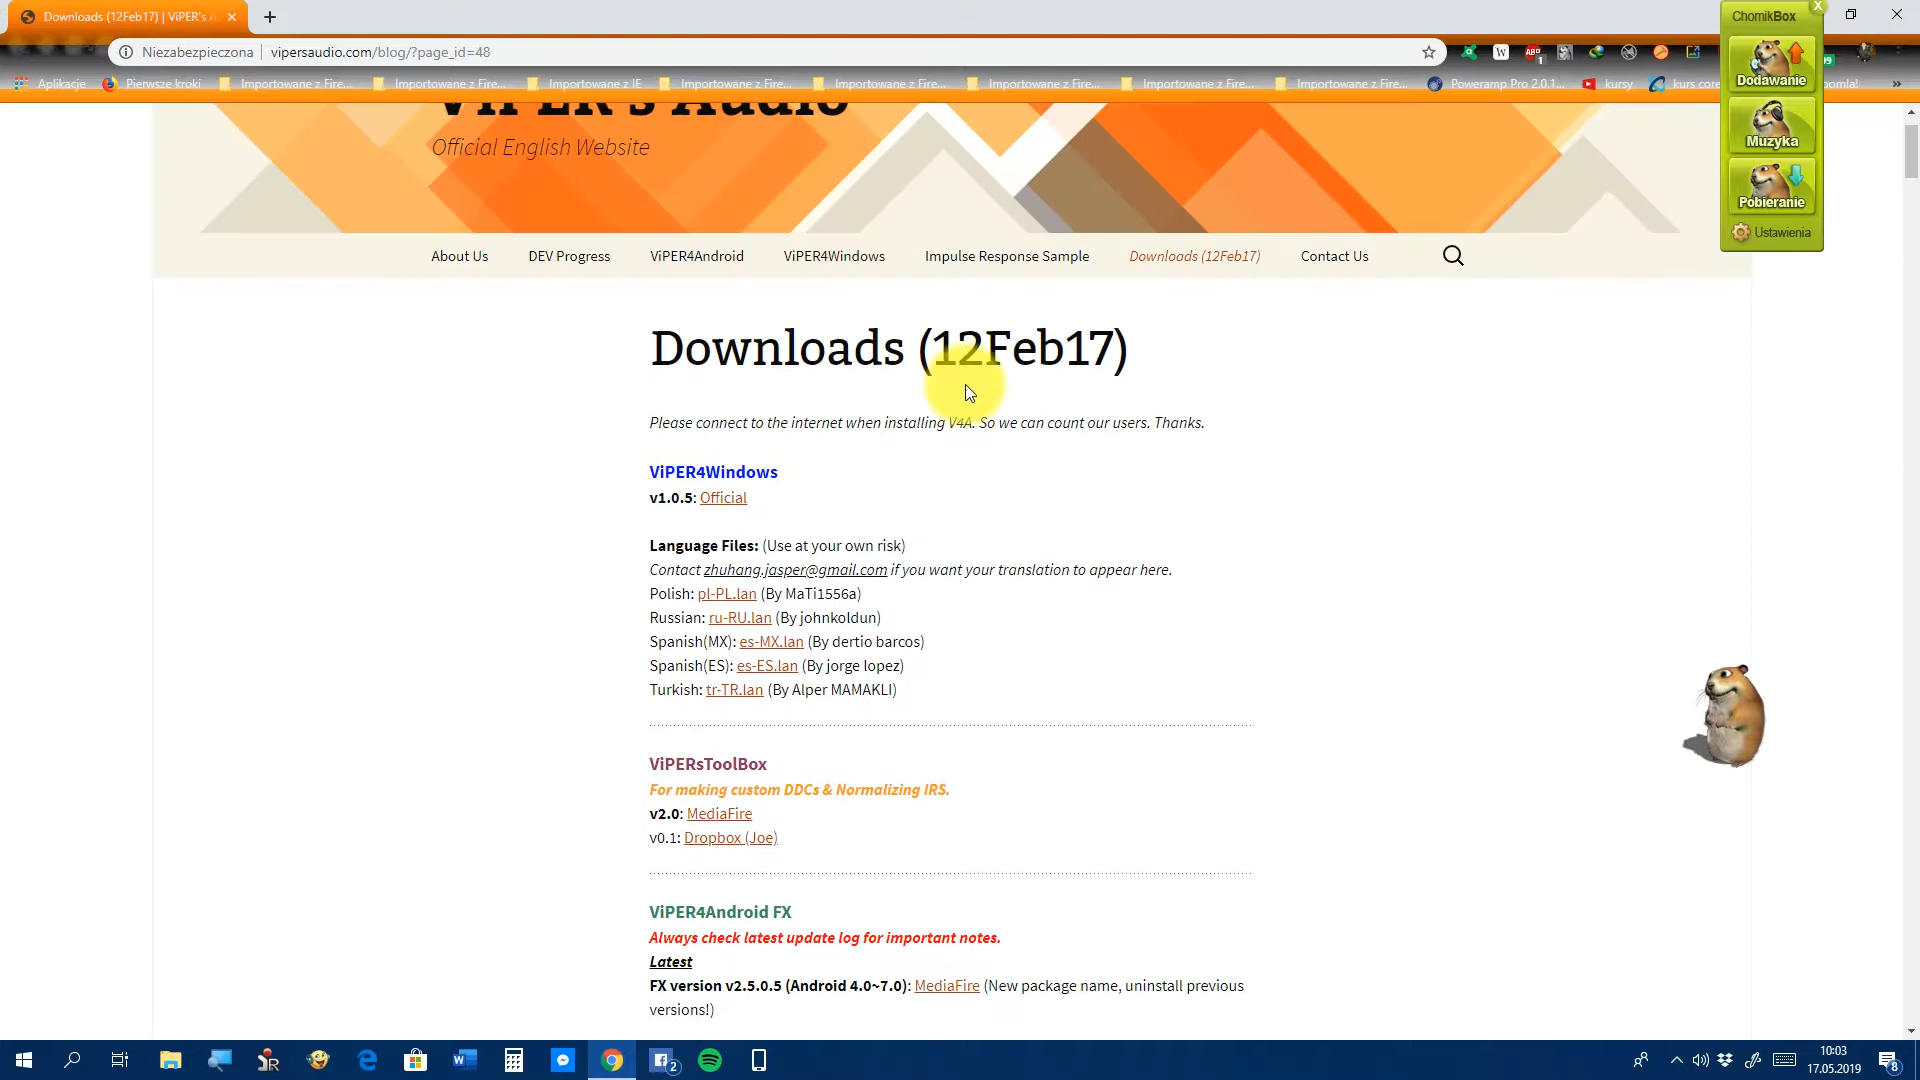 Downloads (12Feb17) | ViPER's A
ChomikBox
Niezabezpieczona
vipersaudio.com/blog/?page_id=48
Aplikacje
Pierwsze kroki
Importowane z Fire...
Importowane z Fire...
Importowane z IE
Importowane z Fire...
Importowane z Fire...
Importowane z Fire...
Importowane z Fire...
Importowane z Fire...
Poweramp Pro 2.0.1...
kursy
kurs core
Dodawanie
Muzyka
Pobieranie
Ustawienia
ViPER's Audio
Official English Website
About Us
DEV Progress
ViPER4Android
ViPER4Windows
Impulse Response Sample
Downloads (12Feb17)
Contact Us
Downloads (12Feb17)
Please connect to the internet when installing V4A. So we can count our users. Thanks.
ViPER4Windows
v1.0.5: Official
Language Files: (Use at your own risk)
Contact zhuhang.jasper@gmail.com if you want your translation to appear here.
Polish: pl-PL.lan (By MaTi1556a)
Russian: ru-RU.lan (By johnkoldun)
Spanish(MX): es-MX.lan (By dertio barcos)
Spanish(ES): es-ES.lan (By jorge lopez)
Turkish: tr-TR.lan (By Alper MAMAKLI)
ViPERsToolBox
For making custom DDCs & Normalizing IRS.
v2.0: MediaFire
v0.1: Dropbox (Joe)
ViPER4Android FX
Always check latest update log for important notes.
Latest
FX version v2.5.0.5 (Android 4.0~7.0): MediaFire (New package name, uninstall previous
versions!)
10:03
17.05.2019